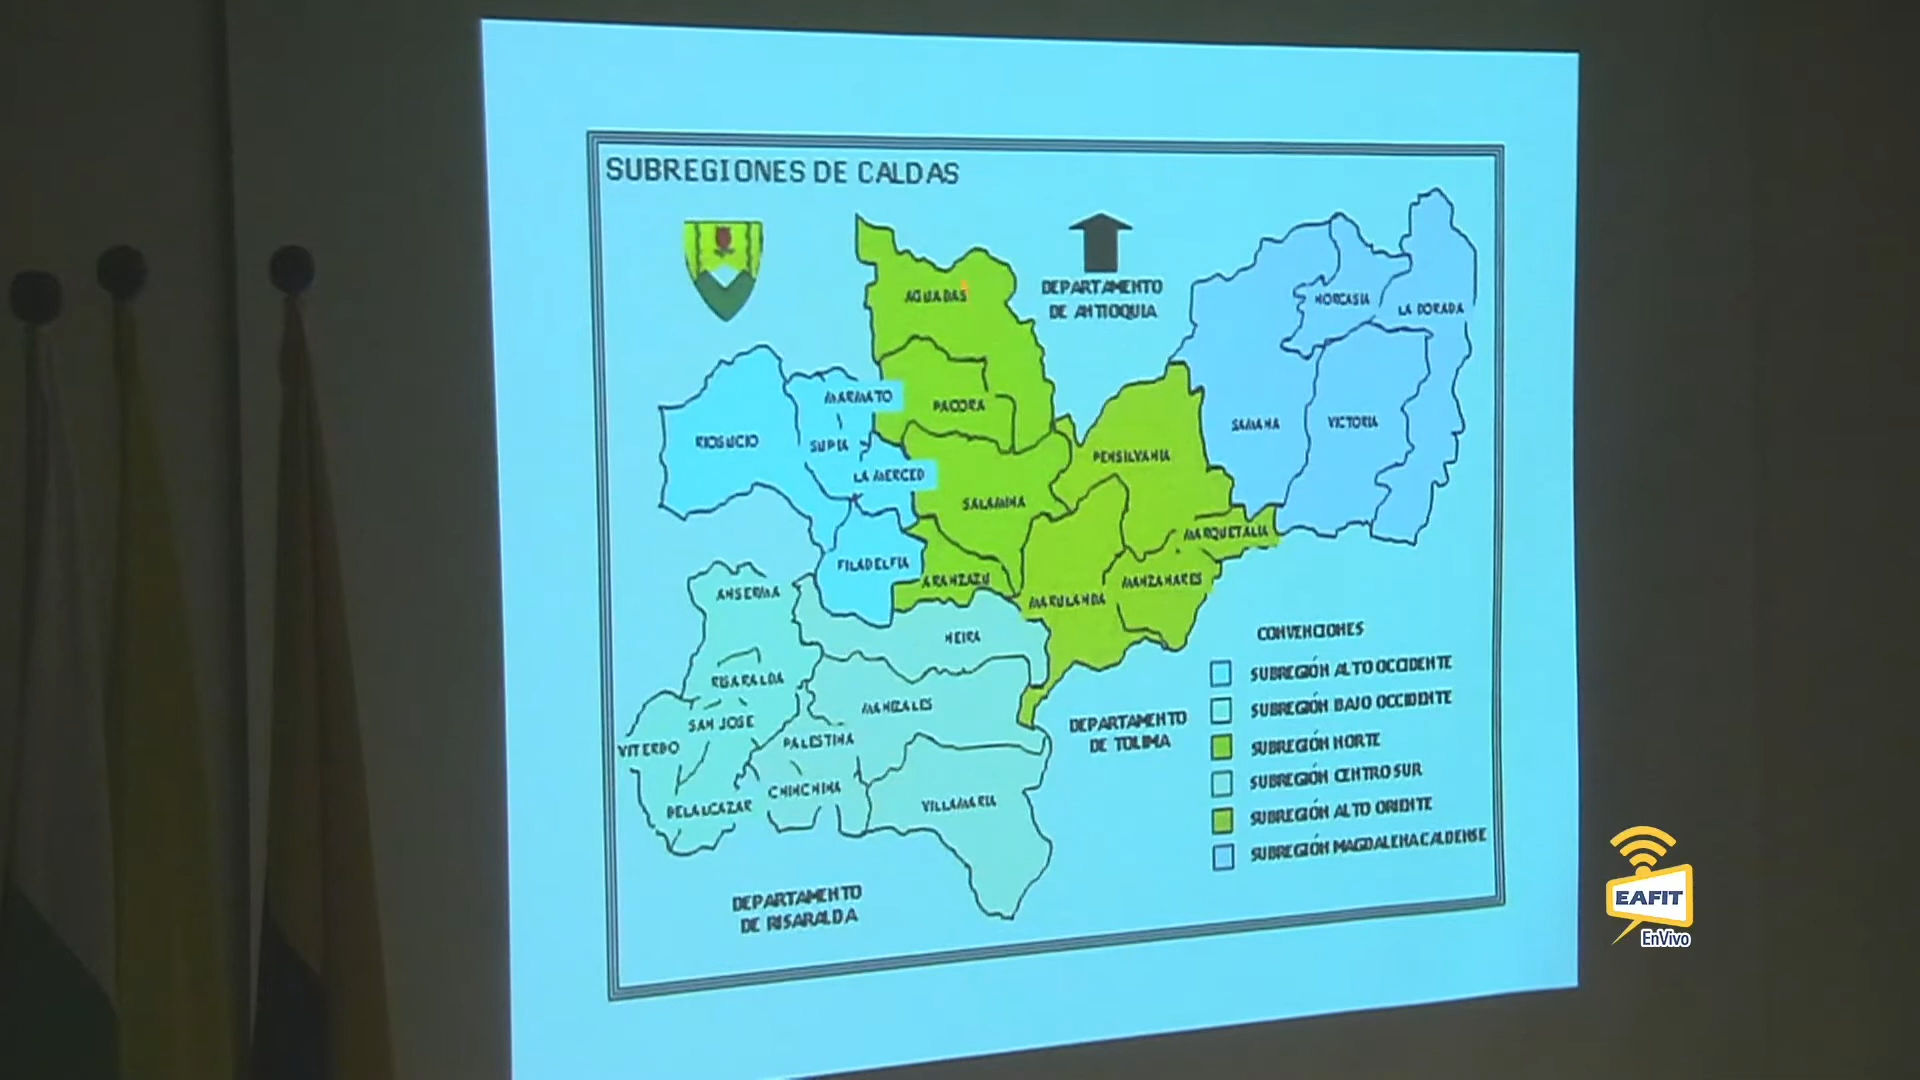 SUBREGIONES DE CALDAS
AGUADAS
DEPARTAMENTO
DE ANTIOQUIA
NORCASIA
LA DORADA
MARMATO
PACORA
RIOSUCIO
SUPIA
LA MERCED
SALAMINA
PENSILVANIA
SAMANA
VICTORIA
MARQUETALIA
FILADELFIA
ARANZAZU
MARULANDA
MANZANARES
ANSERMA
NEIRA
RISARALDA
MANIZALES
SAN JOSE
VITERBO
PALESTINA
CHINCHINA
BELALCAZAR
VILLAMARIA
DEPARTAMENTO
DE TOLIMA
DEPARTAMENTO
DE RISARALDA
CONVENCIONES
SUBREGIÓN ALTO OCCIDENTE
SUBREGIÓN BAJO OCCIDENTE
SUBREGIÓN NORTE
SUBREGIÓN CENTRO SUR
SUBREGIÓN ALTO ORIENTE
SUBREGIÓN MAGDALENA CALDENSE
EAFIT
EnVivo